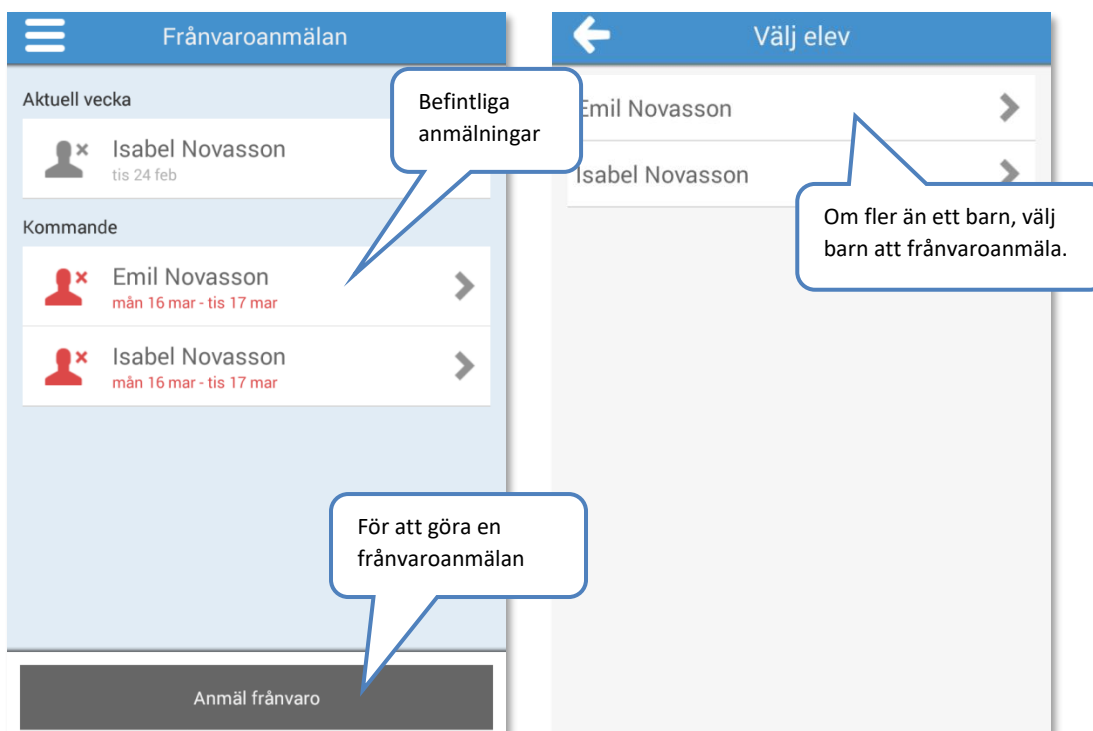 Frånvaroanmälan
Aktuell vecka
Isabel Novasson
tis 24 feb
Kommande
Emil Novasson
mån 16 mar - tis 17 mar
Isabel Novasson
mån 16 mar - tis 17 mar
Befintliga
anmälningar
För att göra en
frånvaroanmälan
Anmäl frånvaro
Välj elev
Emil Novasson
Isabel Novasson
Om fler än ett barn, välj
barn att frånvaroanmäla.